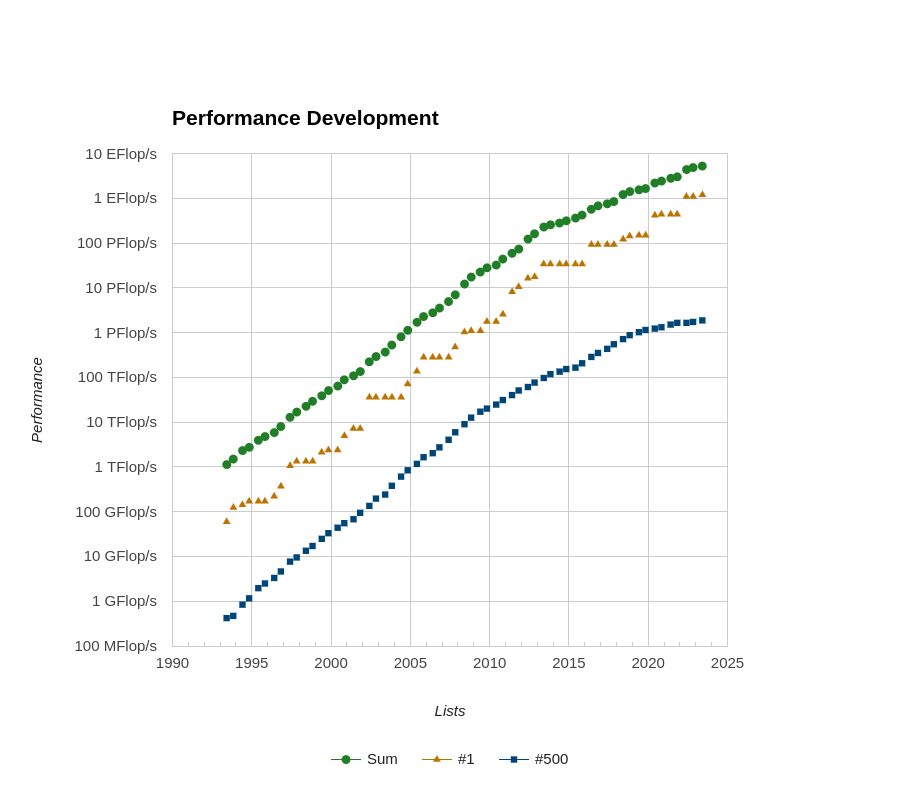 Performance Development
10 EFlop/s
1 EFlop/s
100 PFlop/s
10 PFlop/s
1 PFlop/s
100 TFlop/s
10 TFlop/s
1 TFlop/s
100 GFlop/s
10 GFlop/s
1 GFlop/s
100 MFlop/s
Performance
1990 1995 2000 2005 2010 2015 2020 2025
Lists
Sum #1 #500